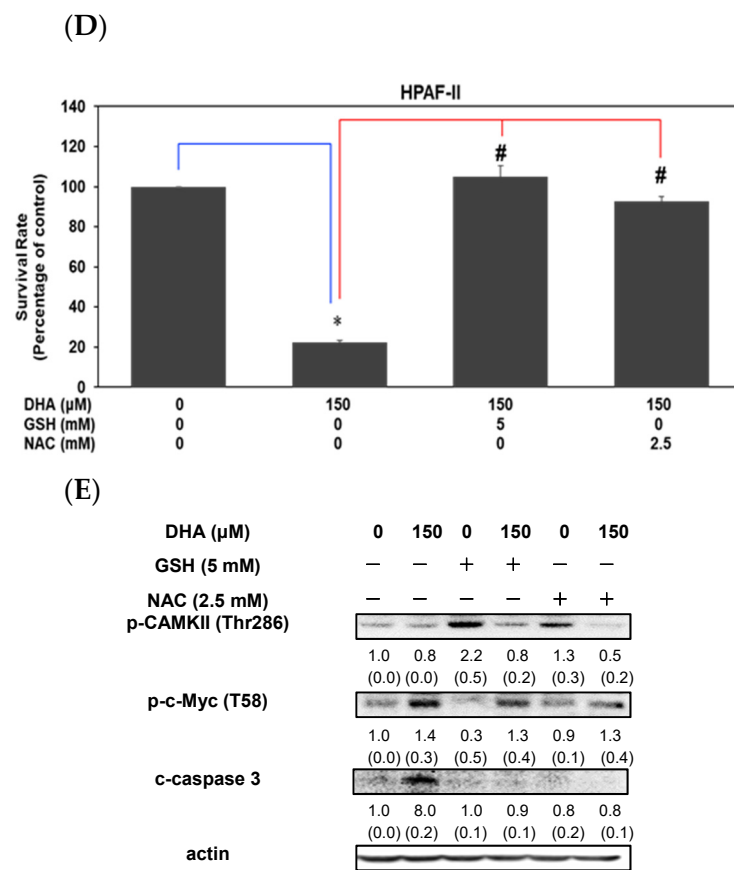 (D)
HPAF-II
140
120
100
80
60
40
20
0
Survival Rate
(Percentage of control)
*
#
#
DHA (µM) 0 150 150 150
GSH (mM) 0 0 5 0
NAC (mM) 0 0 0 2.5
(E)
DHA (µM) 0 150 0 150 0 150
GSH (5 mM) − − + + − −
NAC (2.5 mM) − − − − + +
p-CAMKII (Thr286)
1.0 0.8 2.2 0.8 1.3 0.5
(0.0) (0.0) (0.5) (0.2) (0.3) (0.2)
p-c-Myc (T58)
1.0 1.4 0.3 1.3 0.9 1.3
(0.0) (0.3) (0.5) (0.4) (0.1) (0.4)
c-caspase 3
1.0 8.0 1.0 0.9 0.8 0.8
(0.0) (0.2) (0.1) (0.1) (0.2) (0.1)
actin